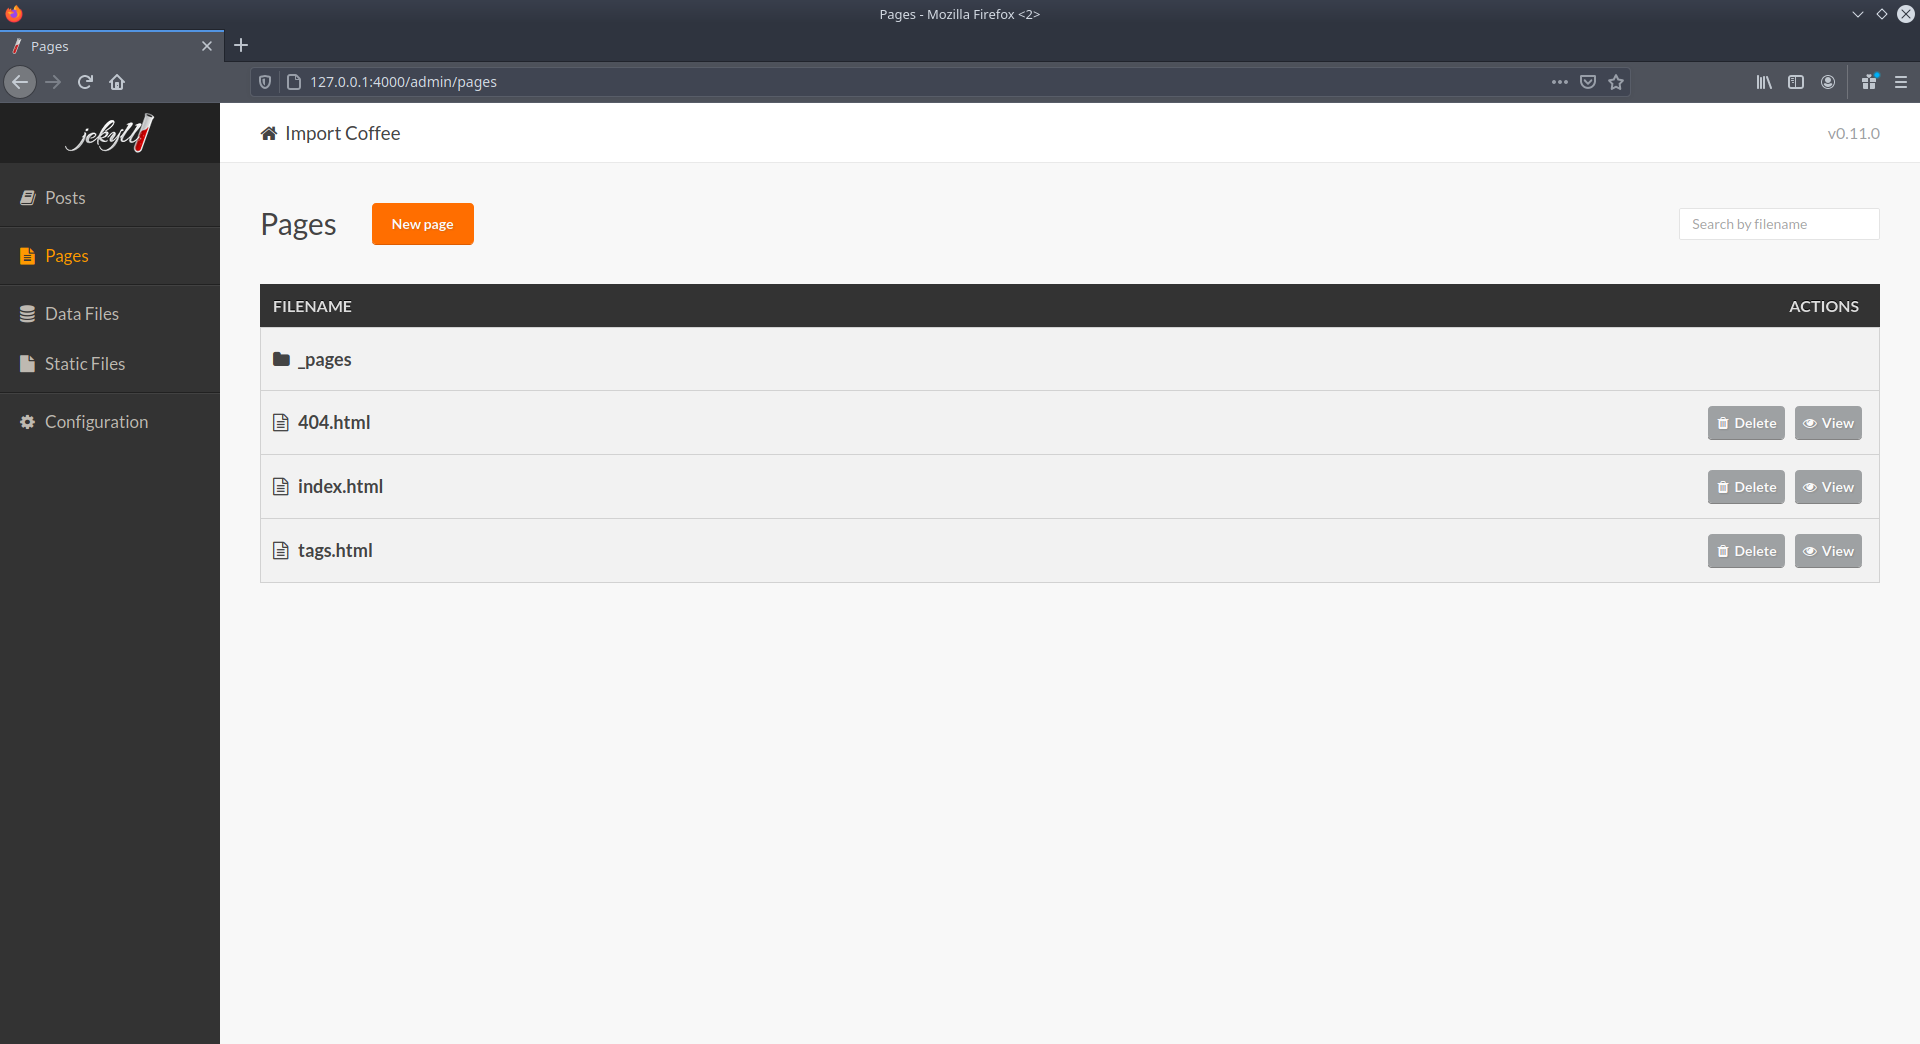 Pages - Mozilla Firefox <2>
Pages
127.0.0.1:4000/admin/pages
jekyll
Import Coffee
v0.11.0
Posts
Pages
Data Files
Static Files
Configuration
Pages
New page
Search by filename
FILENAME ACTIONS
_pages
404.html Delete View
index.html Delete View
tags.html Delete View